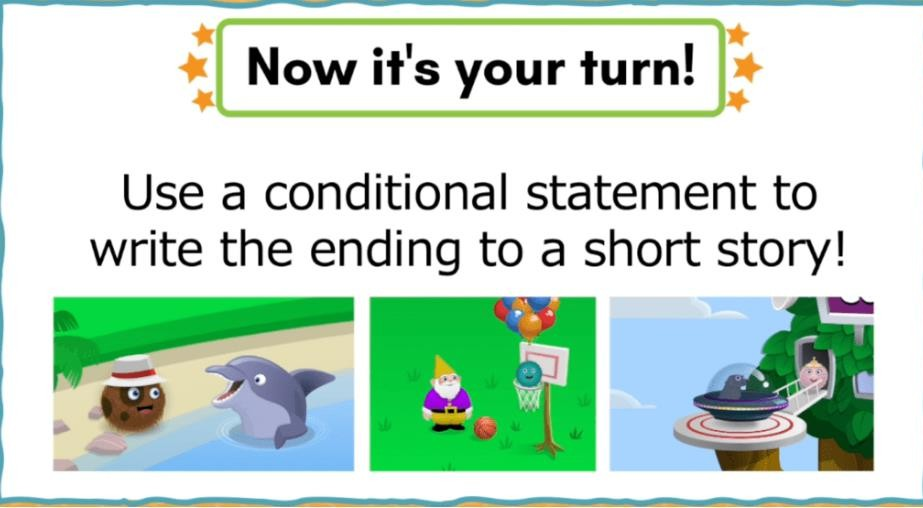 Now it's your turn!
Use a conditional statement to
write the ending to a short story!